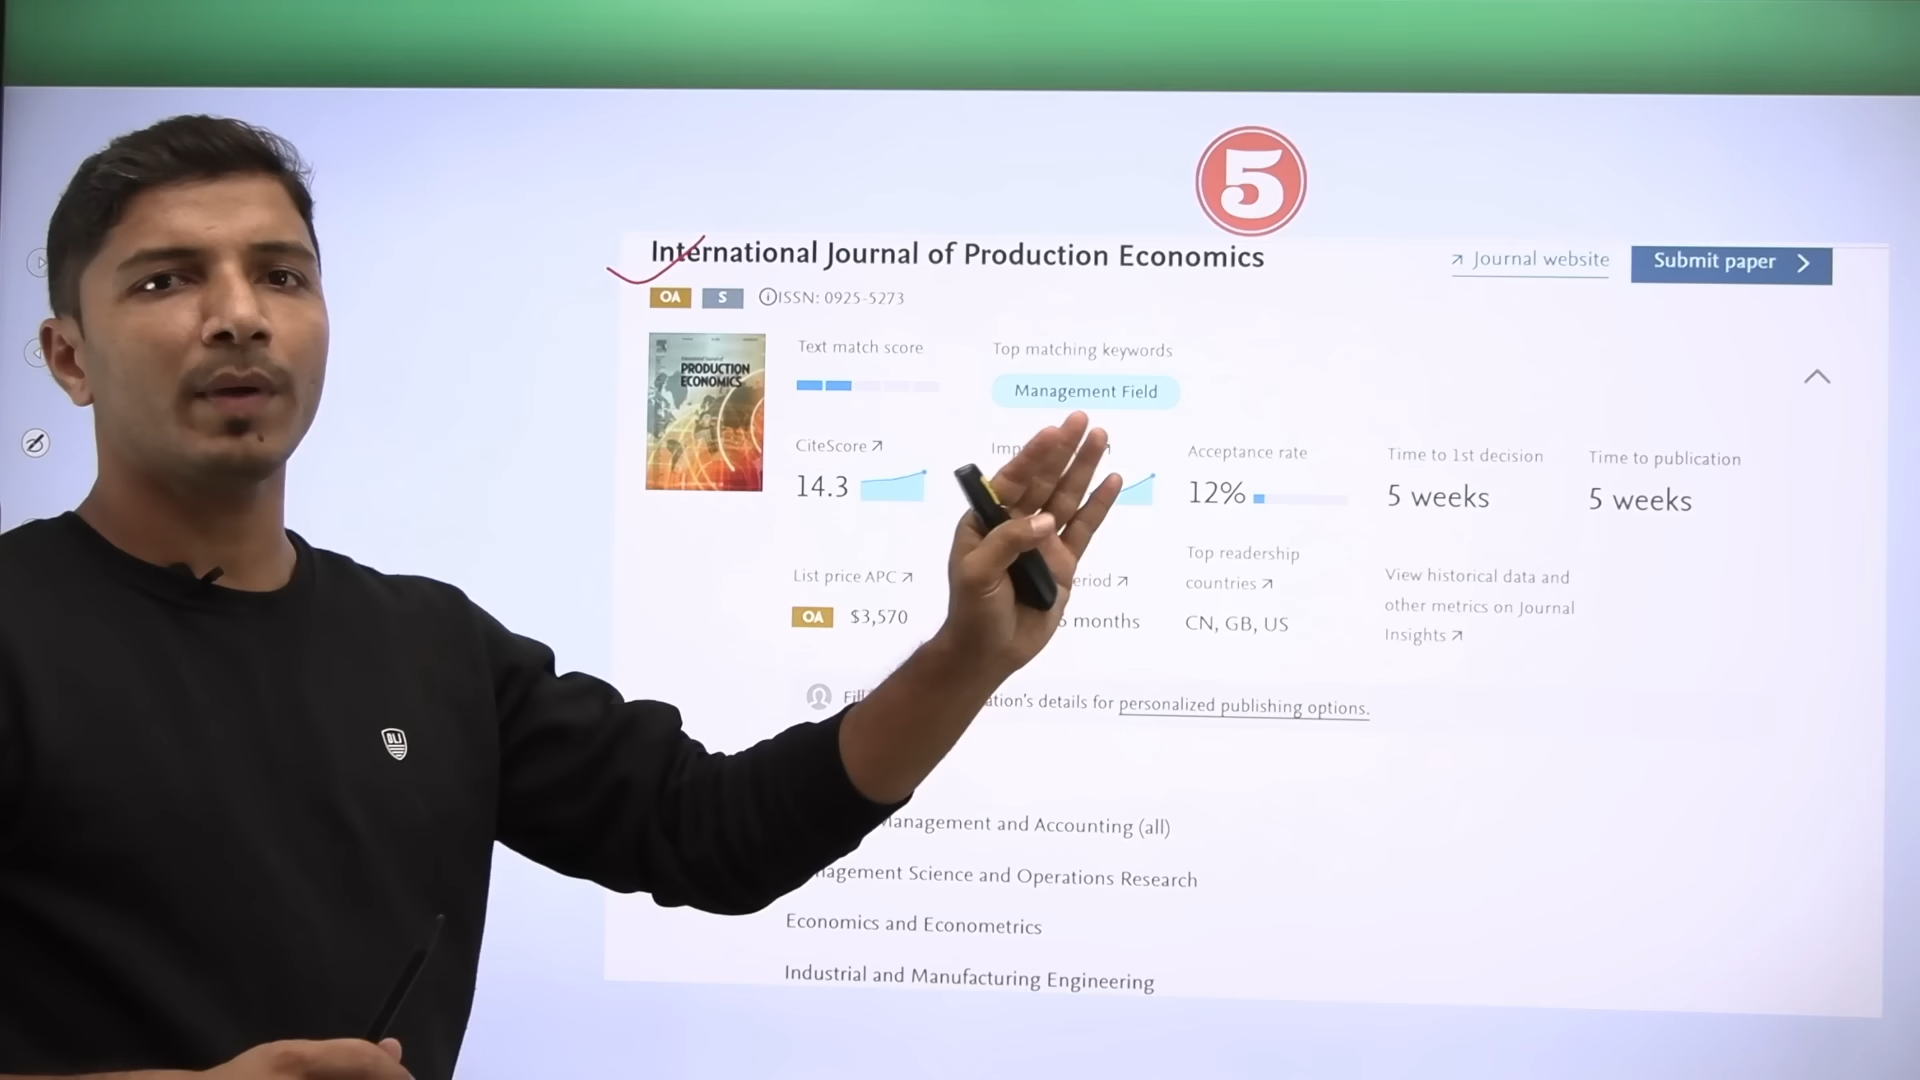 5
International Journal of Production Economics
Journal website
Submit paper
OA S ISSN: 0925-5273
PRODUCTION
ECONOMICS
Text match score
Top matching keywords
Management Field
CiteScore
Acceptance rate
Time to 1st decision
Time to publication
14.3
12%
5 weeks
5 weeks
List price APC
Top readership
countries
OA $3,570
months
CN, GB, US
View historical data and
other metrics on Journal
Insights
details for personalized publishing options.
and Accounting (all)
Science and Operations Research
Economics and Econometrics
Industrial and Manufacturing Engineering